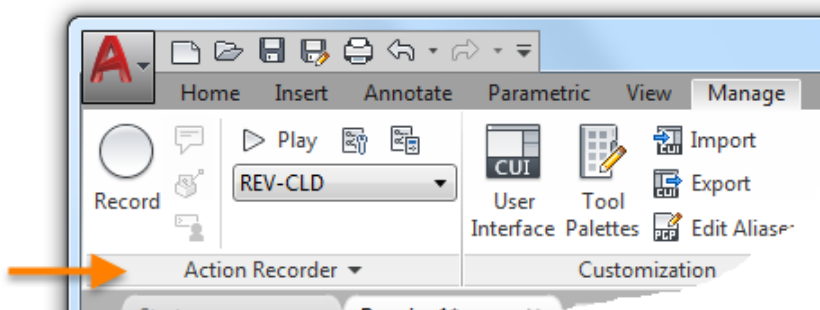 Home Insert Annotate Parametric View Manage
Play
Import
CUI
REV-CLD
Export
Record
User Interface
Tool Palettes
Edit Aliases
Action Recorder
Customization